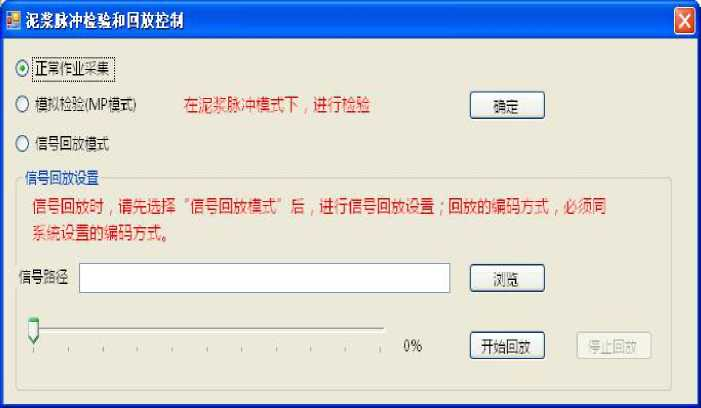 泥浆脉冲检验和回放控制
正常作业采集
模拟检验(MP模式) 在泥浆脉冲模式下，进行检验 确定
信号回放模式
信号回放设置
信号回放时，请先选择“信号回放模式”后，进行信号回放设置；回放的编码方式，必须同
系统设置的编码方式。
信号路径 浏览
0% 开始回放 停止回放